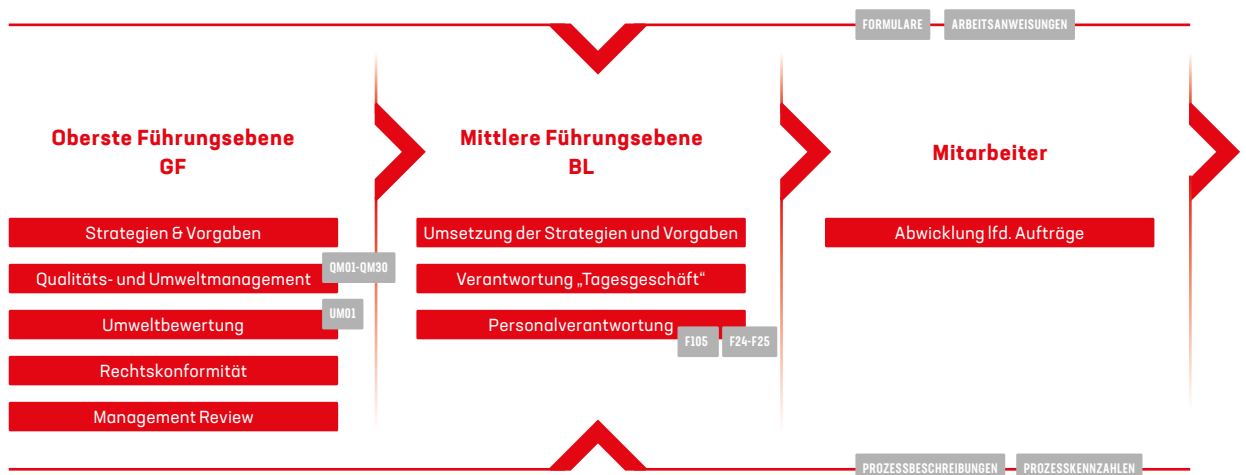 FORMULARE
ARBEITSANWEISUNGEN
Oberste Führungsebene
GF
Strategien & Vorgaben
Qualitäts- und Umweltmanagement
QM01-QM30
Umweltbewertung
UM01
Rechtskonformität
Management Review
Mittlere Führungsebene
BL
Umsetzung der Strategien und Vorgaben
Verantwortung „Tagesgeschäft“
Personalverantwortung
F105
F24-F25
Mitarbeiter
Abwicklung lfd. Aufträge
PROZESSBESCHREIBUNGEN
PROZESSKENNZAHLEN